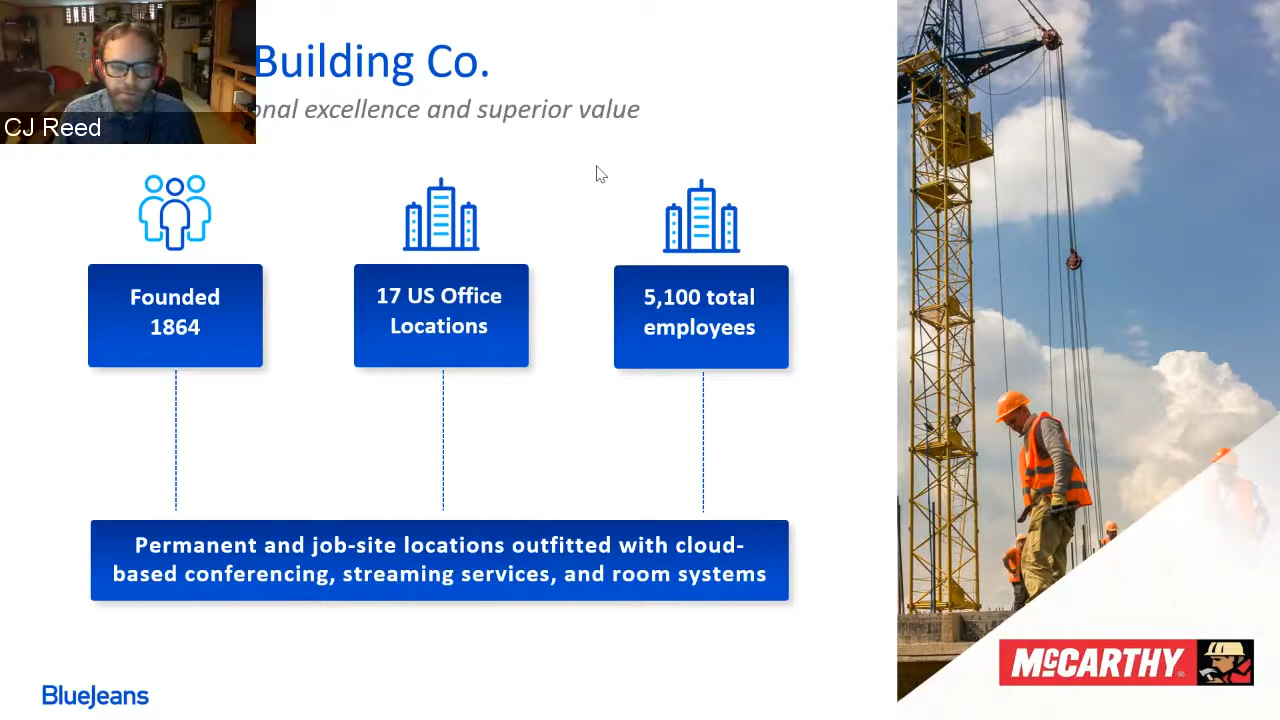 Building Co.
onal excellence and superior value
CJ Reed
Founded
1864
17 US Office
Locations
5,100 total
employees
Permanent and job-site locations outfitted with cloud-
based conferencing, streaming services, and room systems
BlueJeans
McCARTHY®